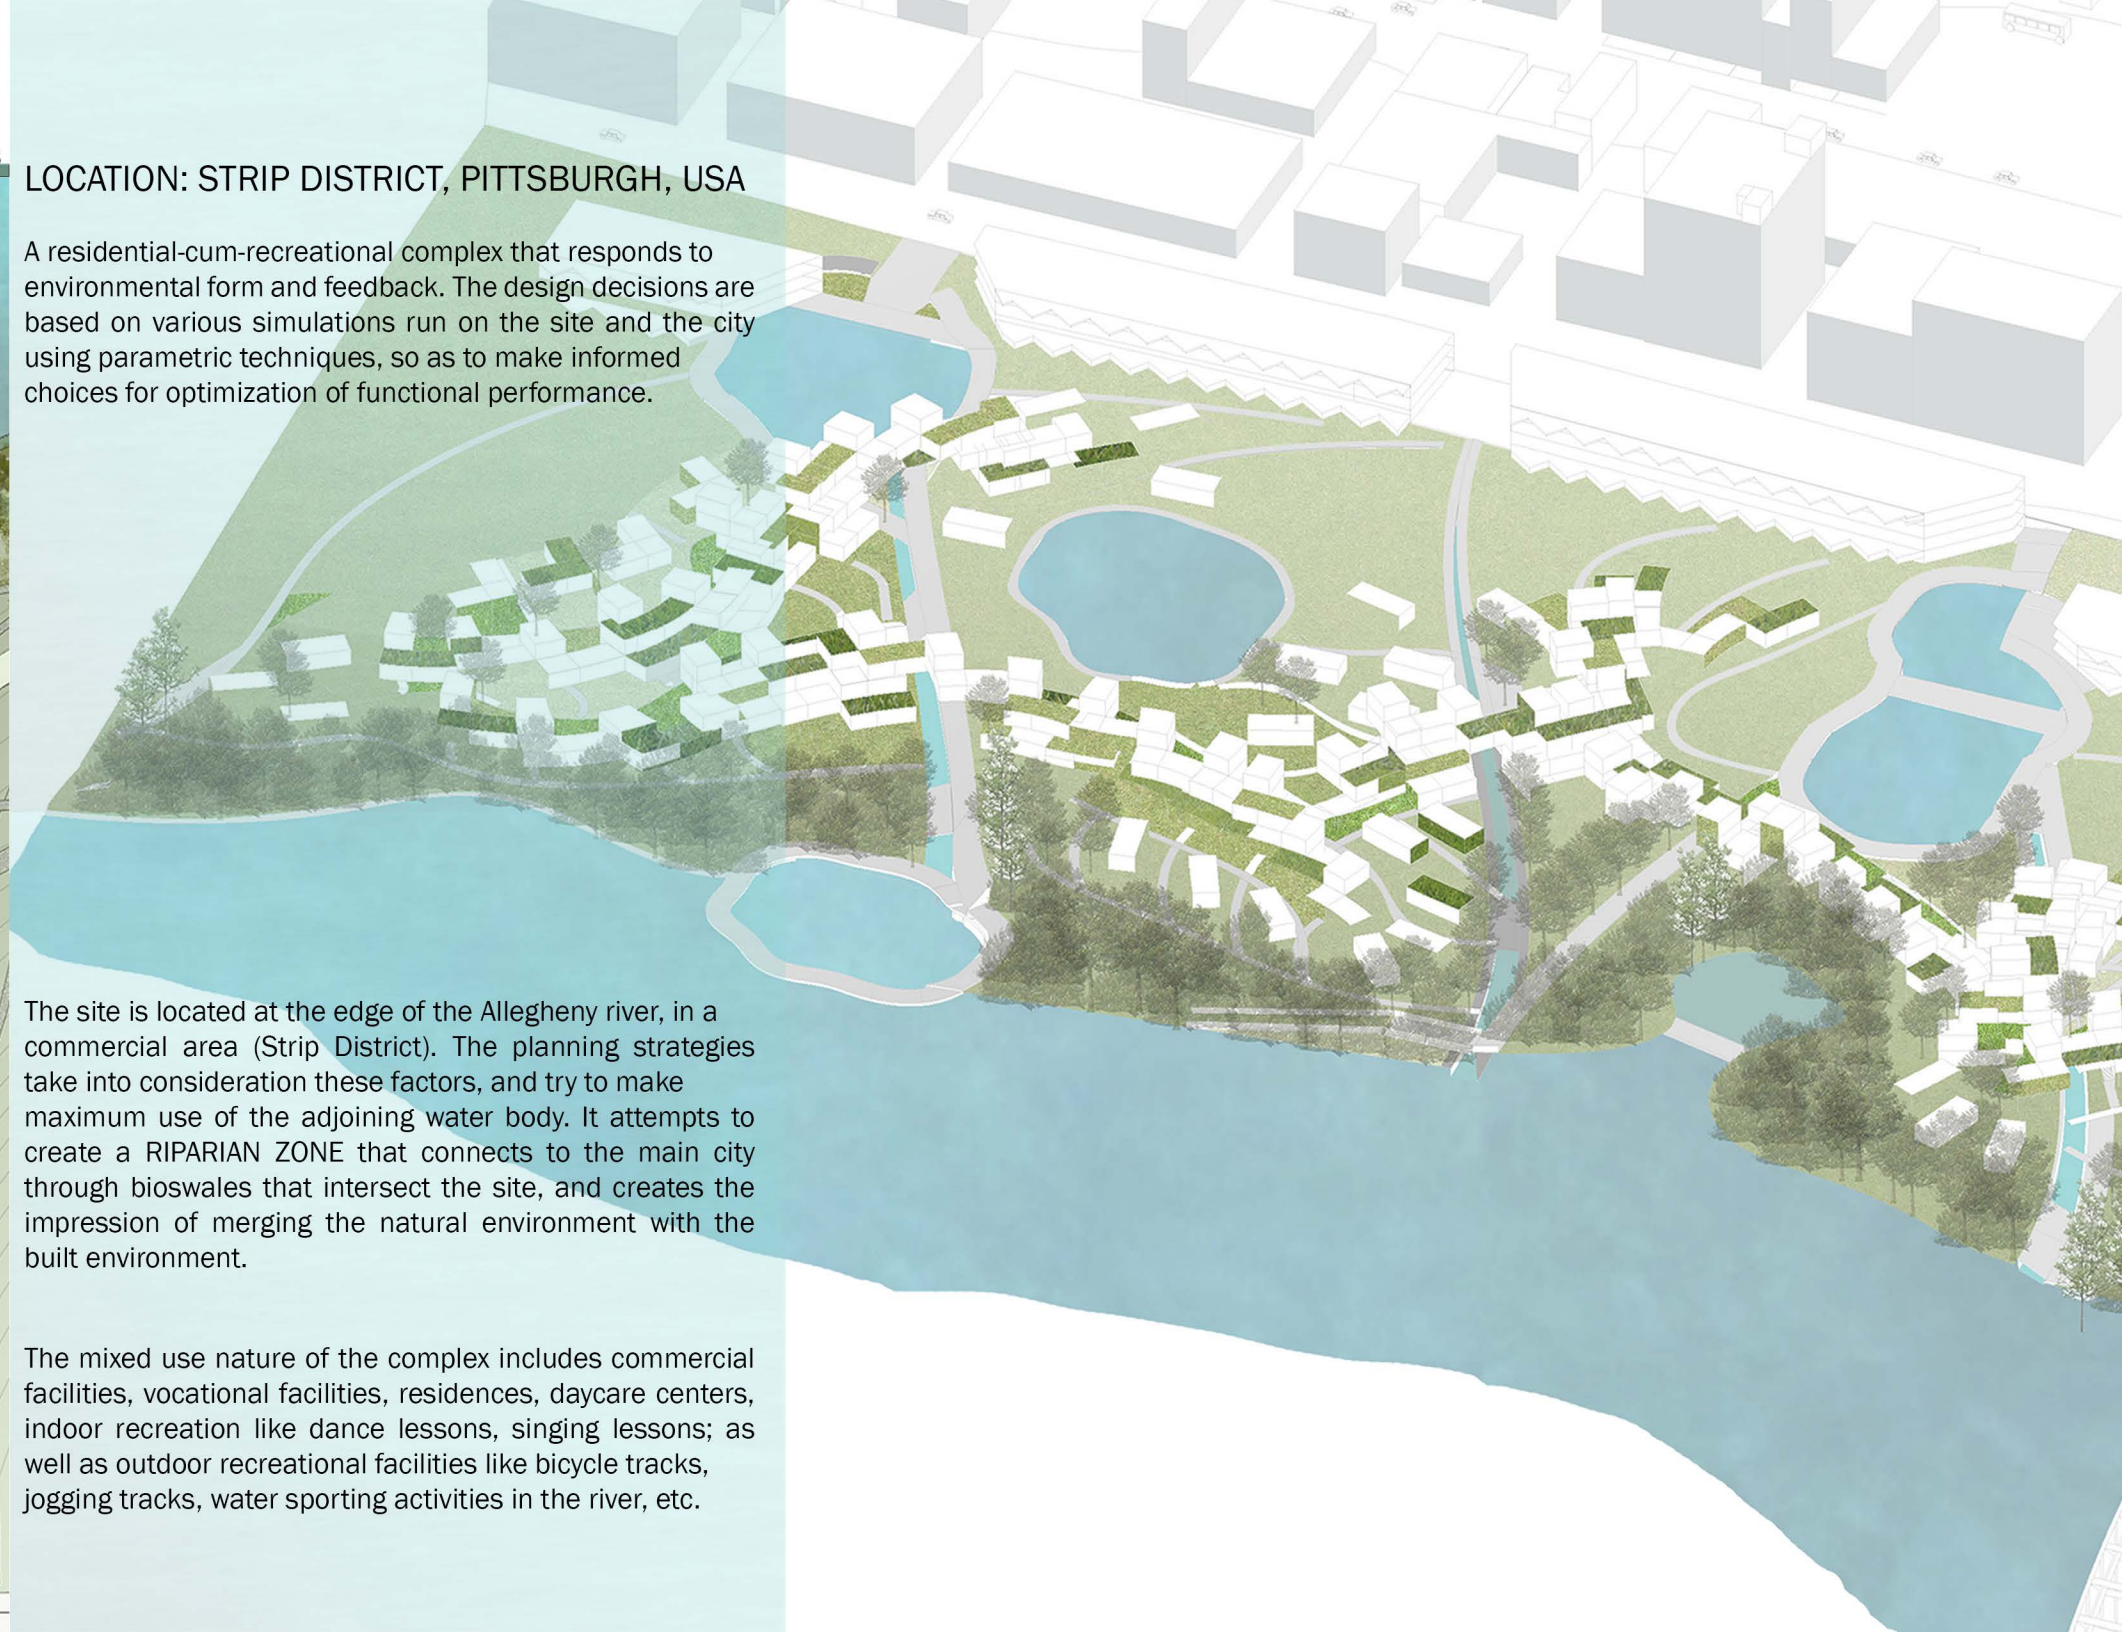 LOCATION: STRIP DISTRICT, PITTSBURGH, USA
A residential-cum-recreational complex that responds to
environmental form and feedback. The design decisions are
based on various simulations run on the site and the city
using parametric techniques, so as to make informed
choices for optimization of functional performance.
The site is located at the edge of the Allegheny river, in a
commercial area (Strip District). The planning strategies
take into consideration these factors, and try to make
maximum use of the adjoining water body. It attempts to
create a RIPARIAN ZONE that connects to the main city
through bioswales that intersect the site, and creates the
impression of merging the natural environment with the
built environment.
The mixed use nature of the complex includes commercial
facilities, vocational facilities, residences, daycare centers,
indoor recreation like dance lessons, singing lessons; as
well as outdoor recreational facilities like bicycle tracks,
jogging tracks, water sporting activities in the river, etc.